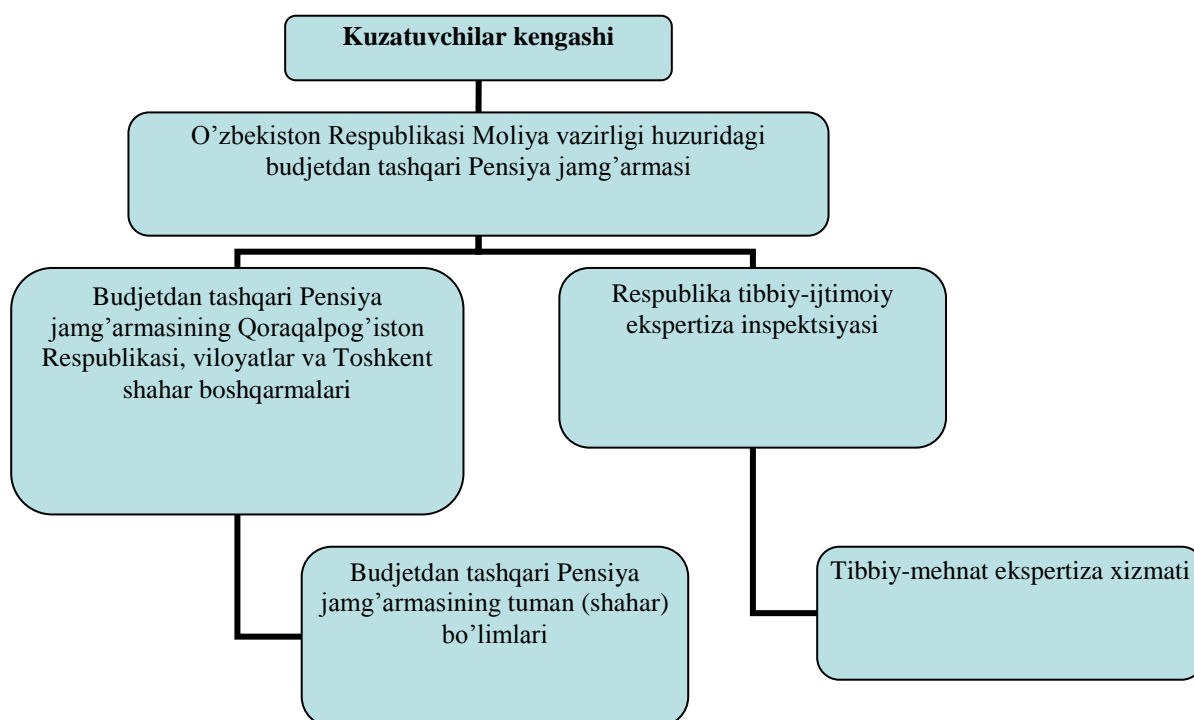 Kuzatuvchilar kengashi
O’zbekiston Respublikasi Moliya vazirligi huzuridagi
budjetdan tashqari Pensiya jamg’armasi
Budjetdan tashqari Pensiya
jamg’armasining Qoraqalpog’iston
Respublikasi, viloyatlar va Toshkent
shahar boshqarmalari
Respublika tibbiy-ijtimoiy
ekspertiza inspektsiyasi
Budjetdan tashqari Pensiya
jamg’armasining tuman (shahar)
bo’limlari
Tibbiy-mehnat ekspertiza xizmati